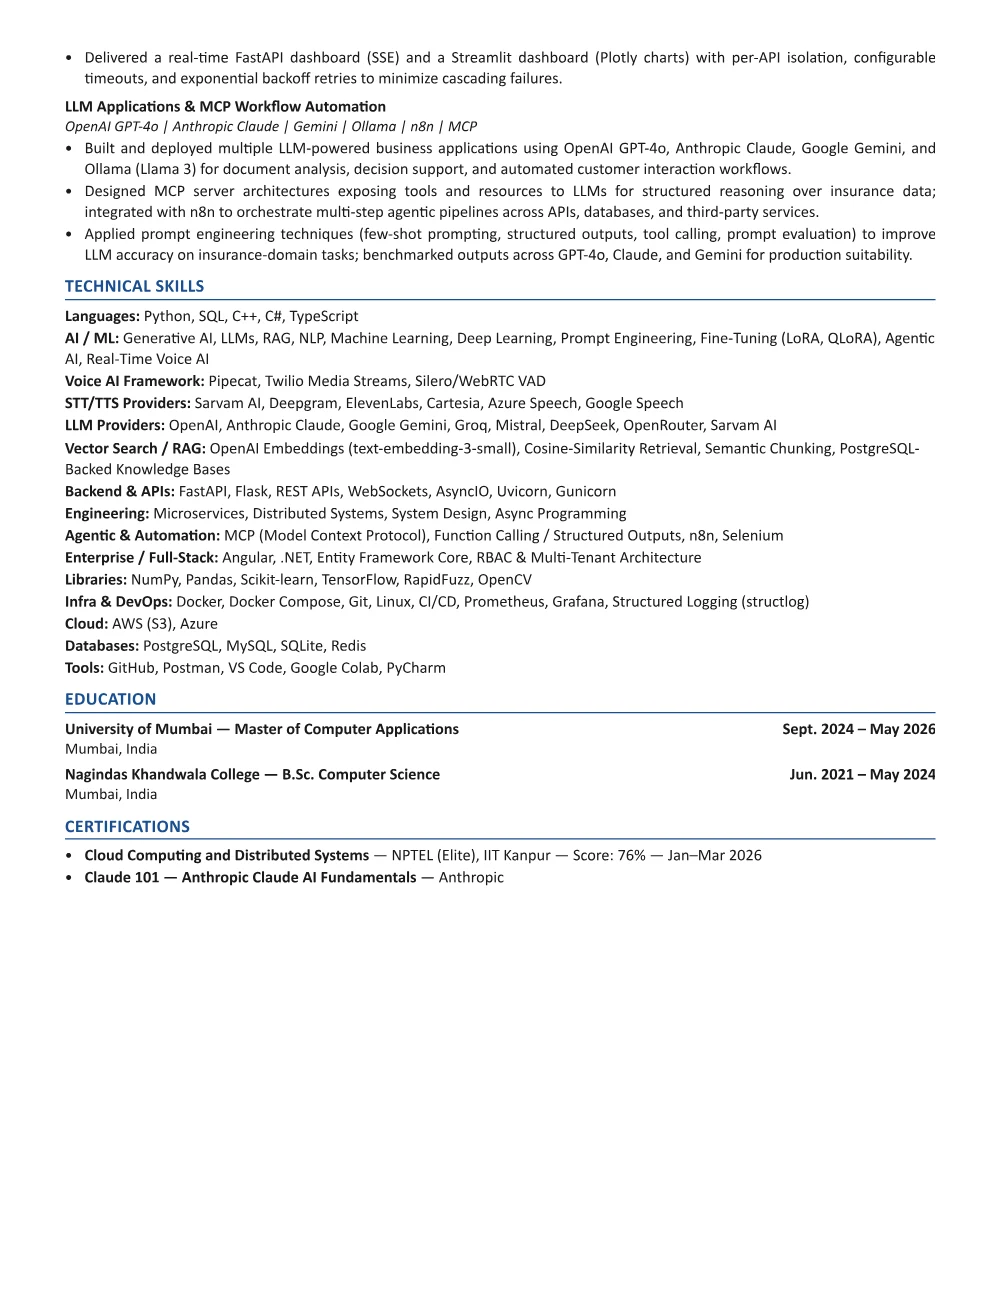 • Delivered a real-time FastAPI dashboard (SSE) and a Streamlit dashboard (Plotly charts) with per-API isolation, configurable
timeouts, and exponential backoff retries to minimize cascading failures.
LLM Applications & MCP Workflow Automation
OpenAI GPT-4o | Anthropic Claude | Gemini | Ollama | n8n | MCP
• Built and deployed multiple LLM-powered business applications using OpenAI GPT-4o, Anthropic Claude, Google Gemini, and
Ollama (Llama 3) for document analysis, decision support, and automated customer interaction workflows.
• Designed MCP server architectures exposing tools and resources to LLMs for structured reasoning over insurance data;
integrated with n8n to orchestrate multi-step agentic pipelines across APIs, databases, and third-party services.
• Applied prompt engineering techniques (few-shot prompting, structured outputs, tool calling, prompt evaluation) to improve
LLM accuracy on insurance-domain tasks; benchmarked outputs across GPT-4o, Claude, and Gemini for production suitability.
TECHNICAL SKILLS
Languages: Python, SQL, C++, C#, TypeScript
AI / ML: Generative AI, LLMs, RAG, NLP, Machine Learning, Deep Learning, Prompt Engineering, Fine-Tuning (LoRA, QLoRA), Agentic
AI, Real-Time Voice AI
Voice AI Framework: Pipecat, Twilio Media Streams, Silero/WebRTC VAD
STT/TTS Providers: Sarvam AI, Deepgram, ElevenLabs, Cartesia, Azure Speech, Google Speech
LLM Providers: OpenAI, Anthropic Claude, Google Gemini, Groq, Mistral, DeepSeek, OpenRouter, Sarvam AI
Vector Search / RAG: OpenAI Embeddings (text-embedding-3-small), Cosine-Similarity Retrieval, Semantic Chunking, PostgreSQL-
Backed Knowledge Bases
Backend & APIs: FastAPI, Flask, REST APIs, WebSockets, AsyncIO, Uvicorn, Gunicorn
Engineering: Microservices, Distributed Systems, System Design, Async Programming
Agentic & Automation: MCP (Model Context Protocol), Function Calling / Structured Outputs, n8n, Selenium
Enterprise / Full-Stack: Angular, .NET, Entity Framework Core, RBAC & Multi-Tenant Architecture
Libraries: NumPy, Pandas, Scikit-learn, TensorFlow, RapidFuzz, OpenCV
Infra & DevOps: Docker, Docker Compose, Git, Linux, CI/CD, Prometheus, Grafana, Structured Logging (structlog)
Cloud: AWS (S3), Azure
Databases: PostgreSQL, MySQL, SQLite, Redis
Tools: GitHub, Postman, VS Code, Google Colab, PyCharm
EDUCATION
University of Mumbai — Master of Computer Applications Sept. 2024 – May 2026
Mumbai, India
Nagindas Khandwala College — B.Sc. Computer Science Jun. 2021 – May 2024
Mumbai, India
CERTIFICATIONS
• Cloud Computing and Distributed Systems — NPTEL (Elite), IIT Kanpur — Score: 76% — Jan–Mar 2026
• Claude 101 — Anthropic Claude AI Fundamentals — Anthropic